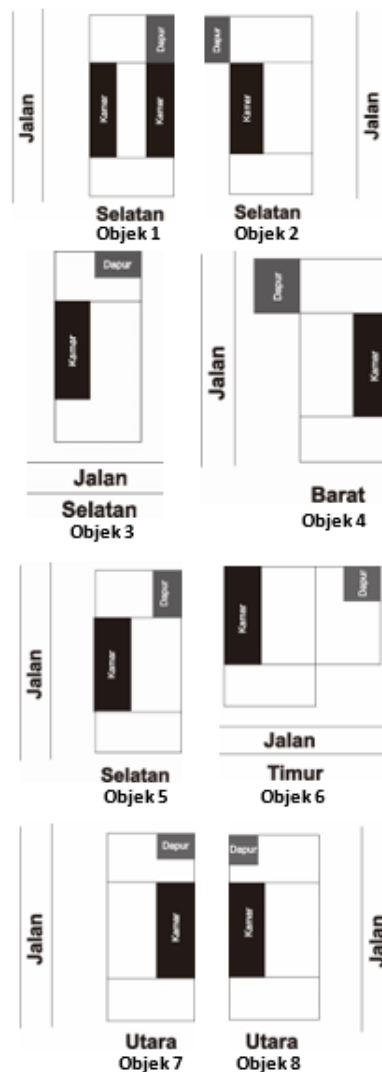 Jalan
Dapur
Kamar
Kamar
Selatan
Objek 1
Dapur
Kamar
Jalan
Selatan
Objek 2
Dapur
Kamar
Jalan
Selatan
Objek 3
Jalan
Dapur
Kamar
Barat
Objek 4
Jalan
Dapur
Kamar
Selatan
Objek 5
Kamar
Dapur
Jalan
Timur
Objek 6
Jalan
Dapur
Kamar
Utara
Objek 7
Dapur
Kamar
Jalan
Utara
Objek 8